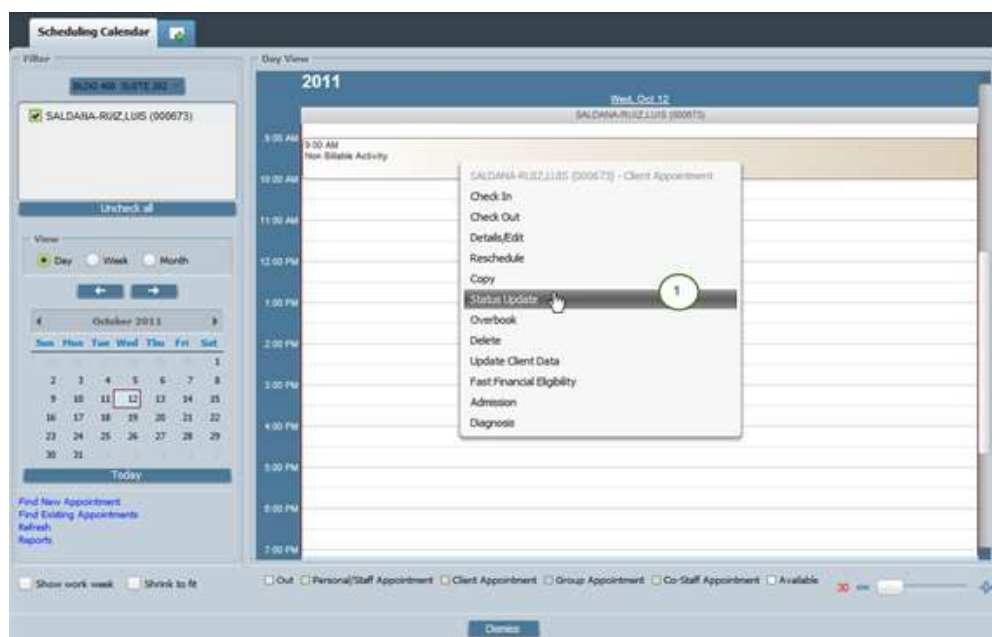 Scheduling Calendar
Filter
BLDG 400 SUITE 202
SALDANA-RUIZ,LUIS (000673)
Uncheck all
View
Day Week Month
October 2011
Sun Mon Tue Wed Thu Fri Sat
1
2 3 4 5 6 7 8
9 10 11 12 13 14 15
16 17 18 19 20 21 22
23 24 25 26 27 28 29
30 31
Today
Find New Appointment
Find Existing Appointments
Refresh
Reports
Show work week Shrink to fit
Day View
2011
Wed, Oct 12
SALDANA-RUIZ,LUIS (000673)
9:00 AM
9:00 AM
Non Billable Activity
10:00 AM
11:00 AM
12:00 PM
1:00 PM
2:00 PM
3:00 PM
4:00 PM
5:00 PM
6:00 PM
7:00 PM
SALDANA-RUIZ,LUIS (000673) - Client Appointment
Check In
Check Out
Details/Edit
Reschedule
Copy
Status Update
1
Overbook
Delete
Update Client Data
Fast Financial Eligibility
Admission
Diagnosis
Out Personal/Staff Appointment Client Appointment Group Appointment Co-Staff Appointment Available
30
Dismiss